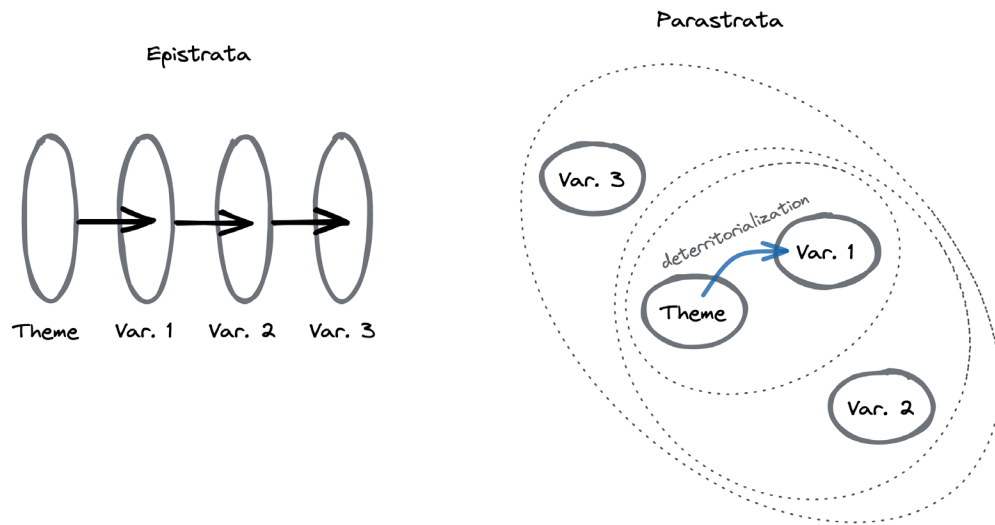 Epistrata
Theme
Var. 1
Var. 2
Var. 3
Parastrata
Var. 3
deterritorialization
Var. 1
Theme
Var. 2